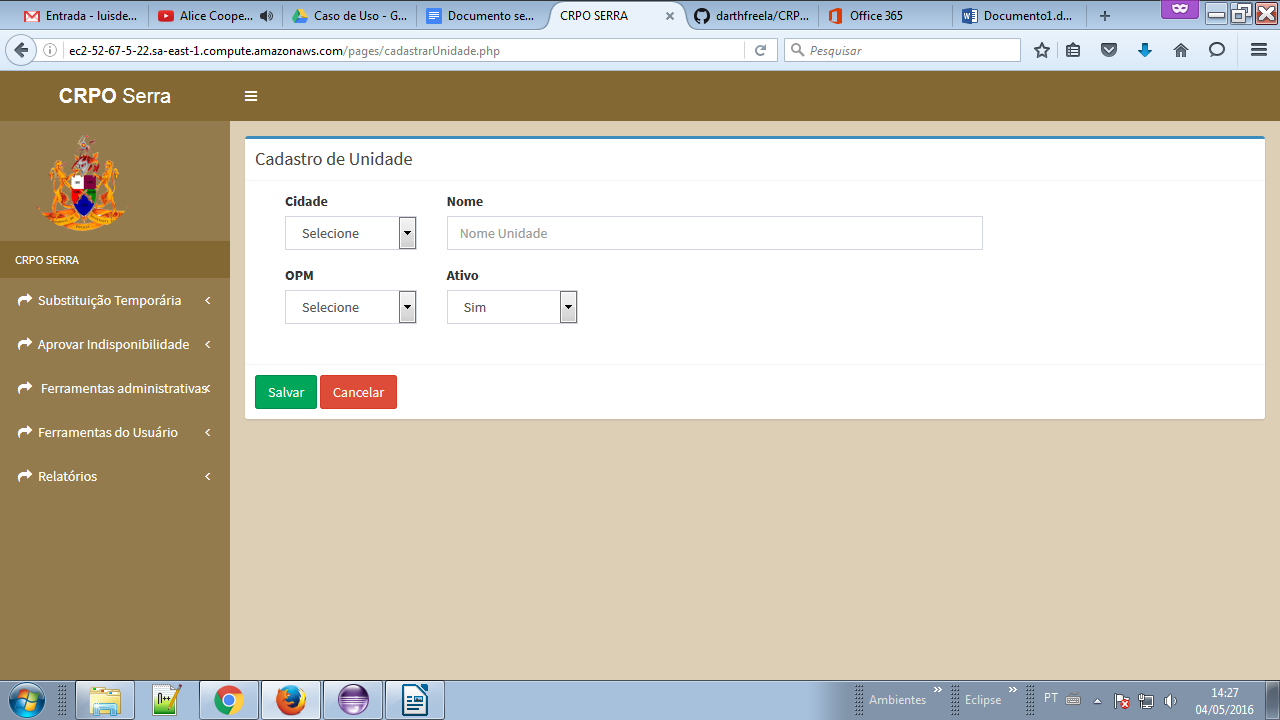 Entrada - luisde... Alice Coope... Caso de Uso - G... Documento se... CRPO SERRA darthfreela/CRP... Office 365 Documento1.d...
ec2-52-67-5-22.sa-east-1.compute.amazonaws.com/pages/cadastrarUnidade.php Pesquisar
CRPO Serra
Cadastro de Unidade
Cidade Nome
Selecione Nome Unidade
OPM Ativo
Selecione Sim
Salvar Cancelar
CRPO SERRA
Substituição Temporária
Aprovar Indisponibilidade
Ferramentas administrativas
Ferramentas do Usuário
Relatórios
Ambientes Eclipse PT 14:27
04/05/2016